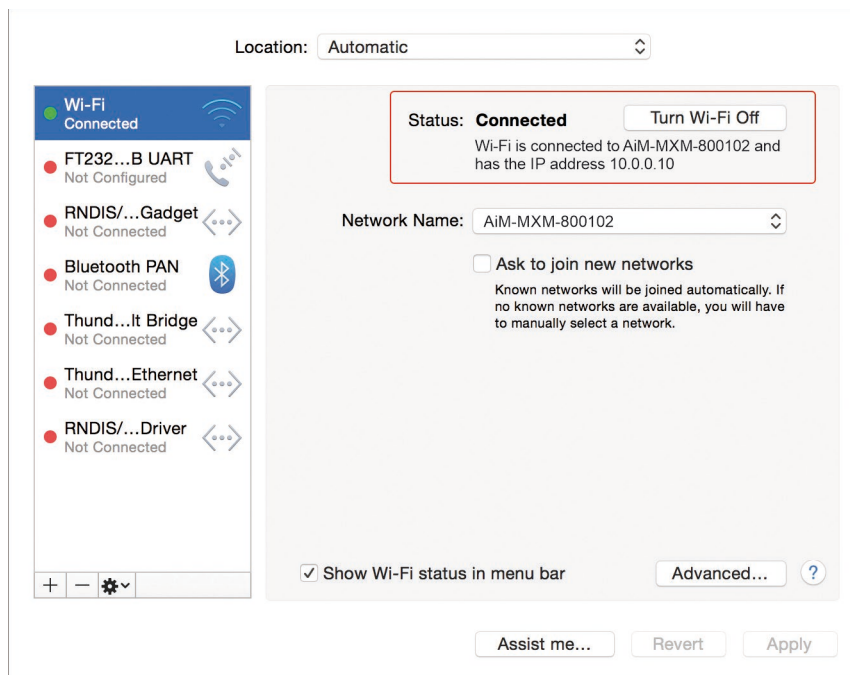 Location: Automatic
Wi-Fi
Connected
FT232...B UART
Not Configured
RNDIS/...Gadget
Not Connected
Bluetooth PAN
Not Connected
Thund...lt Bridge
Not Connected
Thund...Ethernet
Not Connected
RNDIS/...Driver
Not Connected
Status: Connected
Turn Wi-Fi Off
Wi-Fi is connected to AiM-MXM-800102 and
has the IP address 10.0.0.10
Network Name: AiM-MXM-800102
Ask to join new networks
Known networks will be joined automatically. If
no known networks are available, you will have
to manually select a network.
Show Wi-Fi status in menu bar
Advanced...
?
Assist me...
Revert
Apply